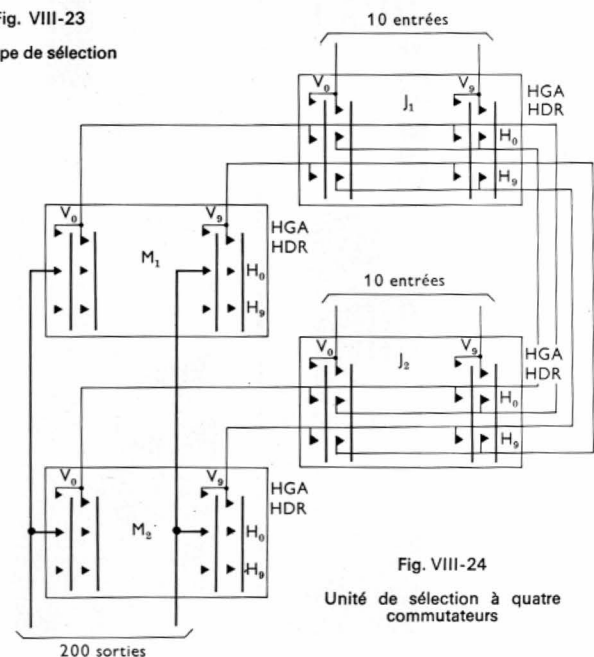 Fig. VIII-23
pe de sélection
10 entrées
V₀
J₁
V₉
HGA
HDR
H₀
H₉
V₀
M₁
V₉
HGA
HDR
H₀
H₉
10 entrées
V₀
J₂
V₉
HGA
HDR
H₀
H₉
V₀
M₂
V₉
HGA
HDR
H₀
H₉
200 sorties
Fig. VIII-24
Unité de sélection à quatre
commutateurs